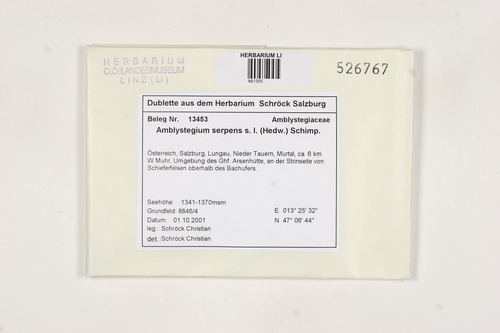 HERBARIUM
O.Ö. LANDESMUSEUM
LINZ (LI)
HERBARIUM LI
661355
526767
Dublette aus dem Herbarium Schröck Salzburg
Beleg Nr. 13453 Amblystegiaceae
Amblystegium serpens s. l. (Hedw.) Schimp.
Österreich, Salzburg, Lungau, Nieder Tauern, Murtal, ca. 6 km
W Muhr, Umgebung des Ghf. Arsenhütte, an der Strinseite von
Schieferfelsen oberhalb des Bachufers.
Seehöhe: 1341-1370msm
Grundfeld: 8846/4 E 013° 25' 32"
Datum: 01.10.2001 N 47° 06' 44"
leg.: Schröck Christian
det.: Schröck Christian